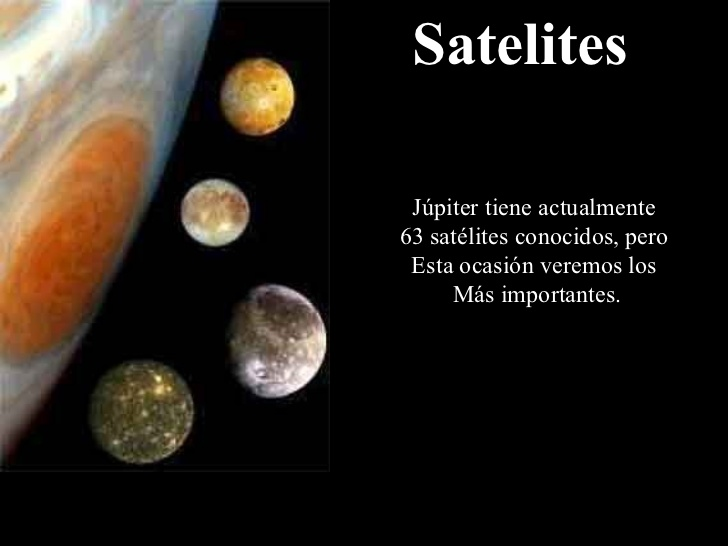 Satelites
Júpiter tiene actualmente
63 satélites conocidos, pero
Esta ocasión veremos los
Más importantes.